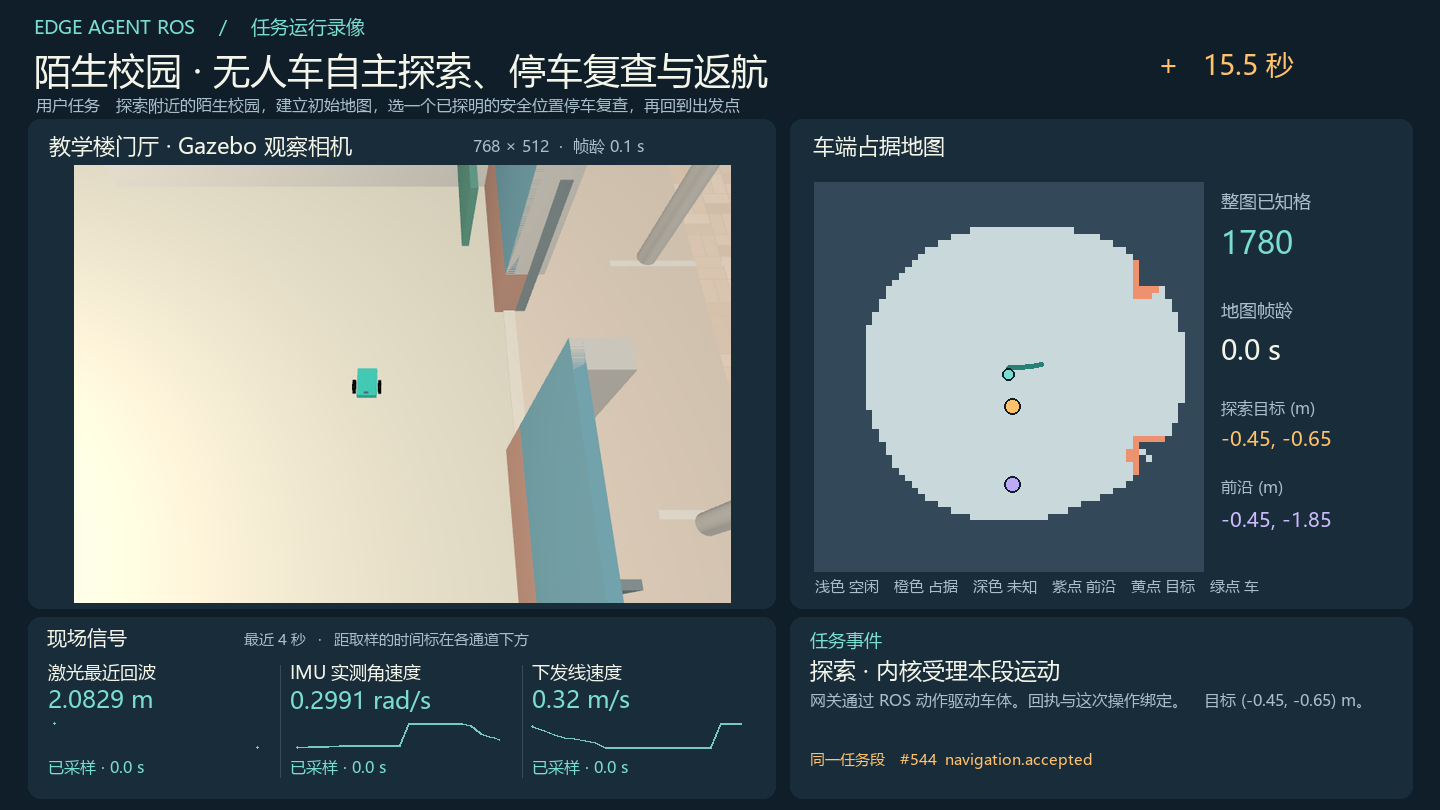 EDGE AGENT ROS / 任务运行录像
陌生校园 · 无人车自主探索、停车复查与返航
+ 15.5 秒
用户任务 探索附近的陌生校园，建立初始地图，选一个已探明的安全位置停车复查，再回到出发点
教学楼门厅 · Gazebo 观察相机
768 × 512 · 帧龄 0.1 s
车端占据地图
整图已知格
1780
地图帧龄
0.0 s
探索目标 (m)
-0.45, -0.65
前沿 (m)
-0.45, -1.85
浅色 空闲 橙色 占据 深色 未知 紫点 前沿 黄点 目标 绿点 车
现场信号
最近 4 秒 · 距取样的时间标在各通道下方
激光最近回波
2.0829 m
已采样 · 0.0 s
IMU 实测角速度
0.2991 rad/s
已采样 · 0.0 s
下发线速度
0.32 m/s
已采样 · 0.0 s
任务事件
探索 · 内核受理本段运动
网关通过 ROS 动作驱动车体。回执与这次操作绑定。 目标 (-0.45, -0.65) m。
同一任务段 #544 navigation.accepted